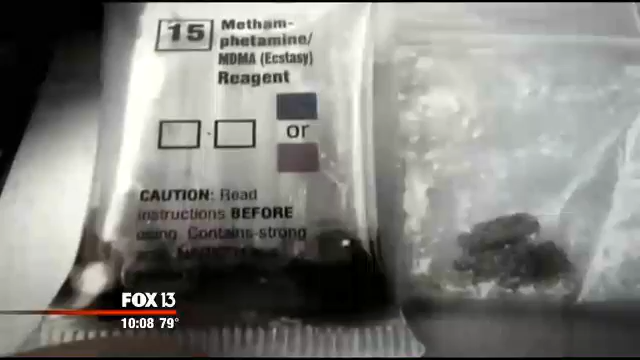 15
Metham-
phetamine/
MDMA (Ecstasy)
Reagent
or
CAUTION: Read
instructions BEFORE
using. Contains strong
FOX 13
10:08 79°